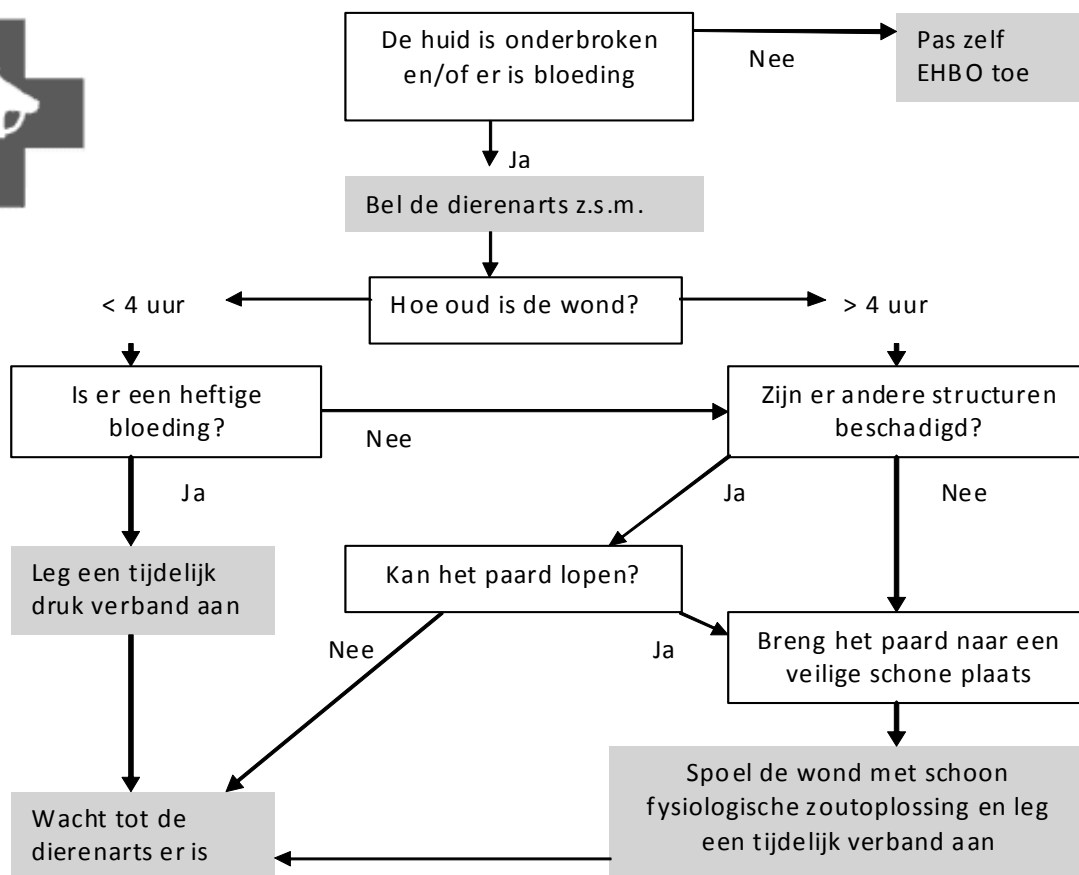 De huid is onderbroken
en/of er is bloeding
Nee
Pas zelf
EHBO toe
Ja
Bel de dierenarts z.s.m.
< 4 uur
Hoe oud is de wond?
> 4 uur
Is er een heftige
bloeding?
Nee
Zijn er andere structuren
beschadigd?
Ja
Ja
Nee
Leg een tijdelijk
druk verband aan
Kan het paard lopen?
Nee
Ja
Breng het paard naar een
veilige schone plaats
Spoel de wond met schoon
fysiologische zoutoplossing en leg
een tijdelijk verband aan
Wacht tot de
dierenarts er is